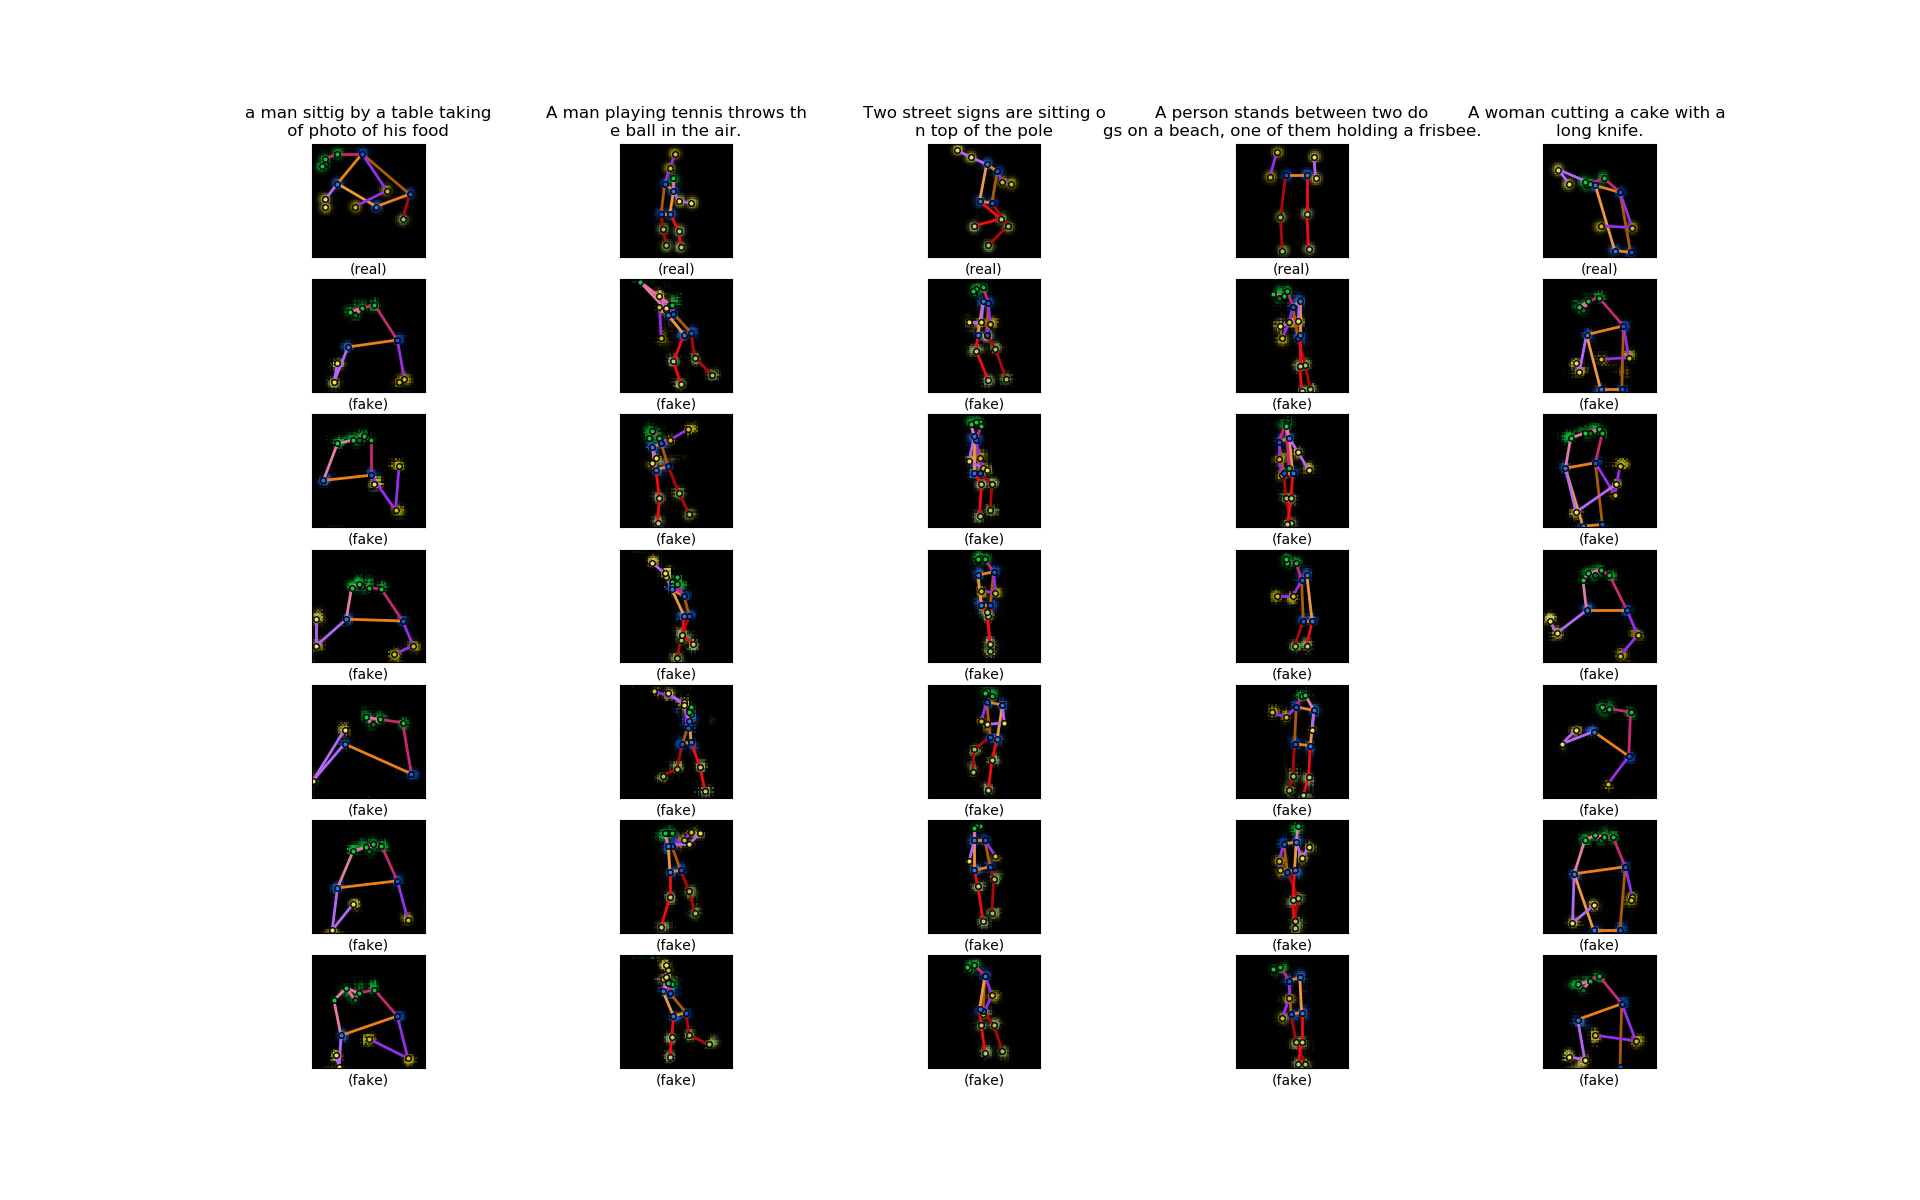 a man sittig by a table taking
of photo of his food
A man playing tennis throws th
e ball in the air.
Two street signs are sitting o
n top of the pole
A person stands between two do
gs on a beach, one of them holding a frisbee.
A woman cutting a cake with a
long knife.
(real) (real) (real) (real) (real)
(fake) (fake) (fake) (fake) (fake)
(fake) (fake) (fake) (fake) (fake)
(fake) (fake) (fake) (fake) (fake)
(fake) (fake) (fake) (fake) (fake)
(fake) (fake) (fake) (fake) (fake)
(fake) (fake) (fake) (fake) (fake)